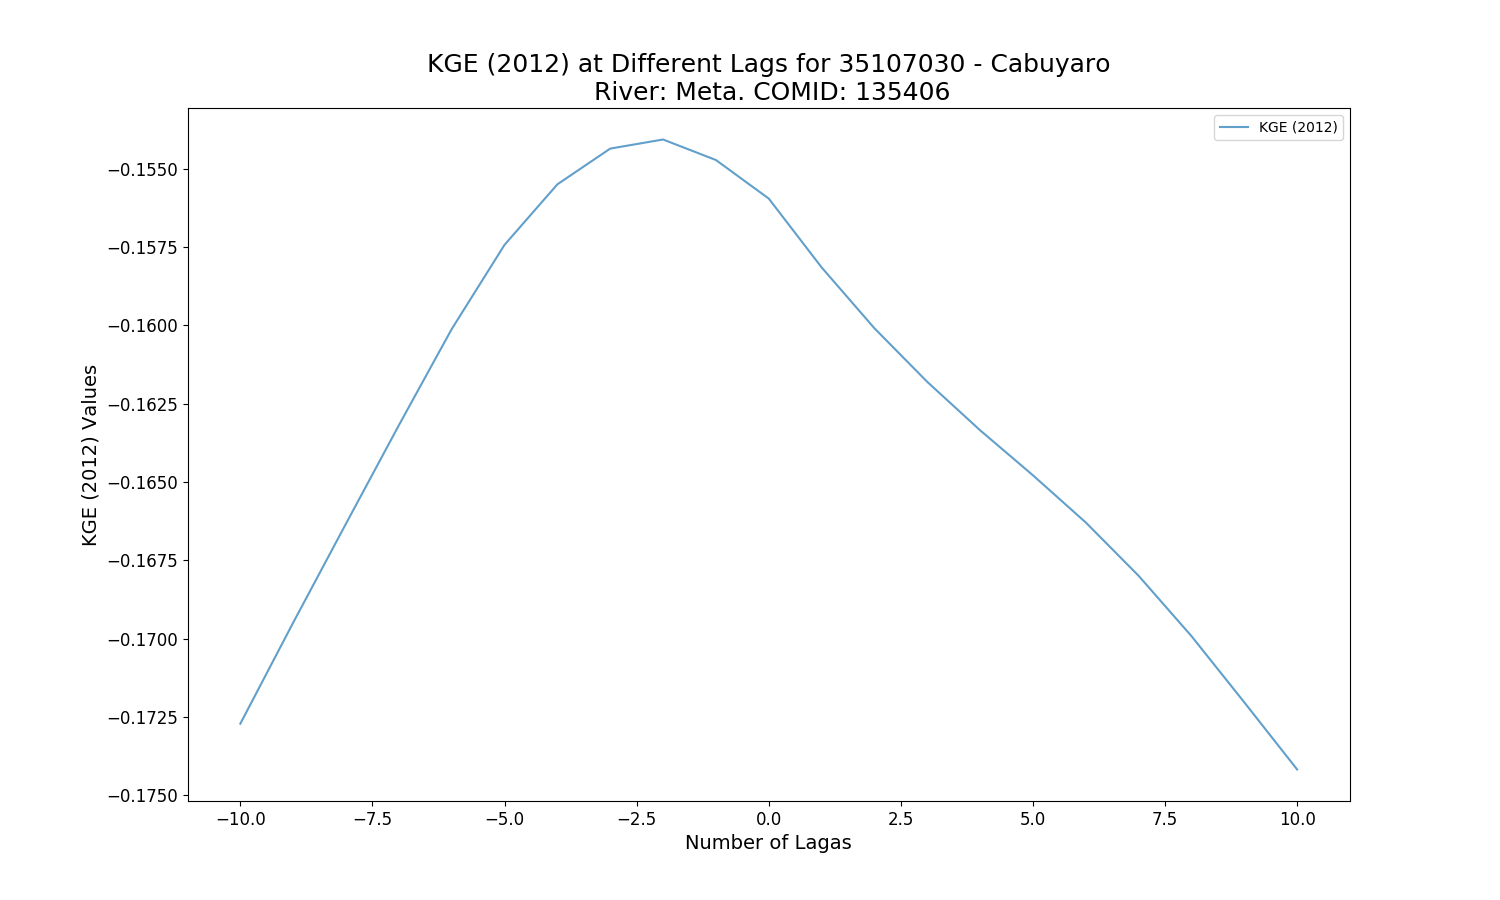 KGE (2012) at Different Lags for 35107030 - Cabuyaro
River: Meta. COMID: 135406
KGE (2012)
−0.1550
−0.1575
−0.1600
−0.1625
−0.1650
−0.1675
−0.1700
−0.1725
−0.1750
KGE (2012) Values
−10.0 −7.5 −5.0 −2.5 0.0 2.5 5.0 7.5 10.0
Number of Lagas